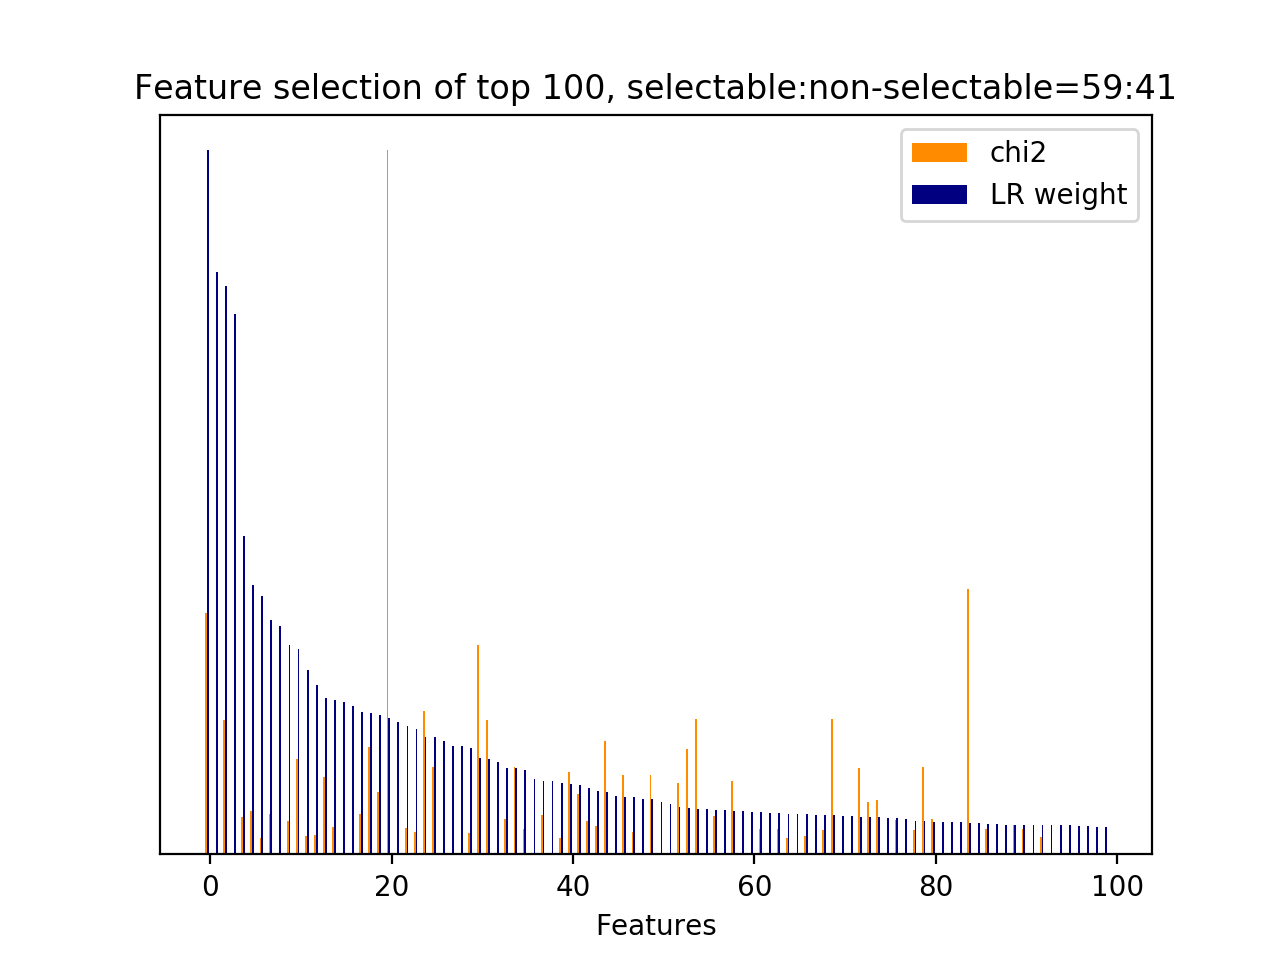 Feature selection of top 100, selectable:non-selectable=59:41
chi2
LR weight
0 20 40 60 80 100
Features